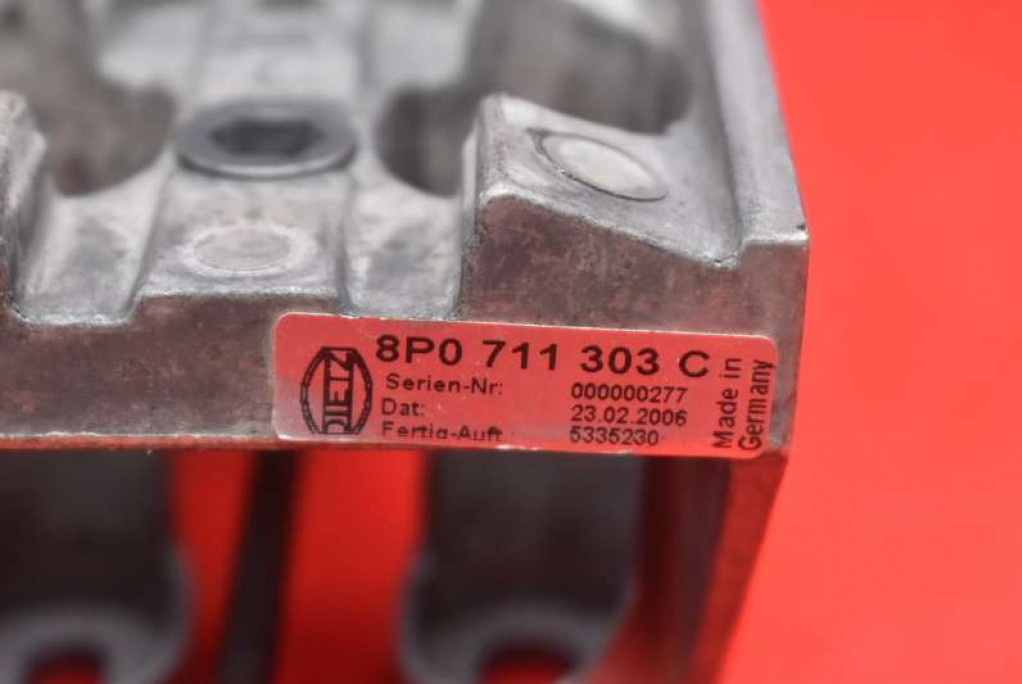 DIETZ
8P0 711 303 C
Serien-Nr: 000000277
Dat: 23.02.2006
Fertig-Auft.: 5335230
Made in
Germany